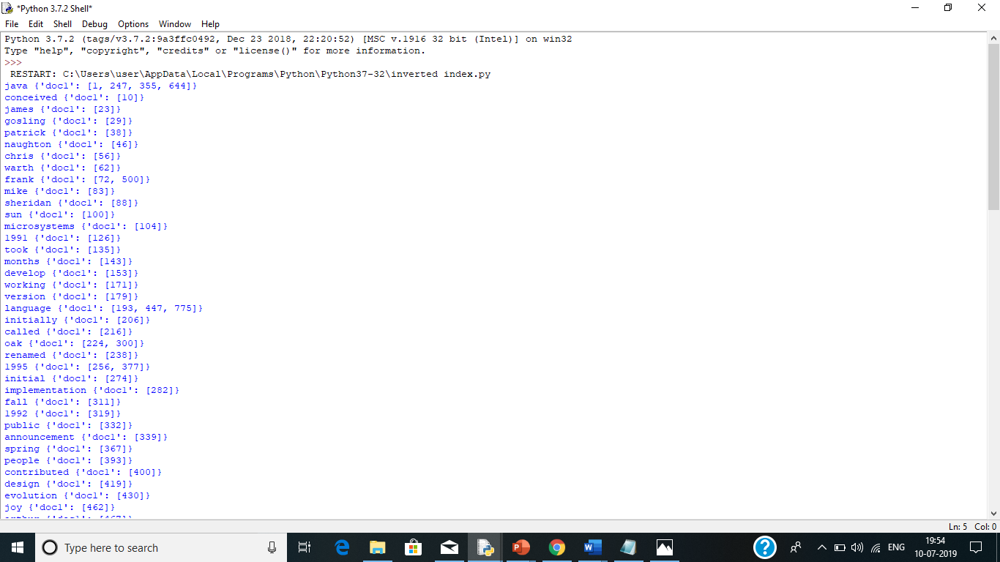 *Python 3.7.2 Shell*
File Edit Shell Debug Options Window Help
Python 3.7.2 (tags/v3.7.2:9a3ffc0492, Dec 23 2018, 22:20:52) [MSC v.1916 32 bit (Intel)] on win32
Type "help", "copyright", "credits" or "license()" for more information.
>>>
RESTART: C:\Users\user\AppData\Local\Programs\Python\Python37-32\inverted index.py
java {'doc1': [1, 247, 355, 644]}
conceived {'doc1': [10]}
james {'doc1': [23]}
gosling {'doc1': [29]}
patrick {'doc1': [38]}
naughton {'doc1': [46]}
chris {'doc1': [56]}
warth {'doc1': [62]}
frank {'doc1': [72, 500]}
mike {'doc1': [83]}
sheridan {'doc1': [88]}
sun {'doc1': [100]}
microsystems {'doc1': [104]}
1991 {'doc1': [126]}
took {'doc1': [135]}
months {'doc1': [143]}
develop {'doc1': [153]}
working {'doc1': [171]}
version {'doc1': [179]}
language {'doc1': [193, 447, 775]}
initially {'doc1': [206]}
called {'doc1': [216]}
oak {'doc1': [224, 300]}
renamed {'doc1': [238]}
1995 {'doc1': [256, 377]}
initial {'doc1': [274]}
implementation {'doc1': [282]}
fall {'doc1': [311]}
1992 {'doc1': [319]}
public {'doc1': [332]}
announcement {'doc1': [339]}
spring {'doc1': [367]}
people {'doc1': [393]}
contributed {'doc1': [400]}
design {'doc1': [419]}
evolution {'doc1': [430]}
joy {'doc1': [462]}
Ln: 5 Col: 0
Type here to search
ENG
19:54
10-07-2019